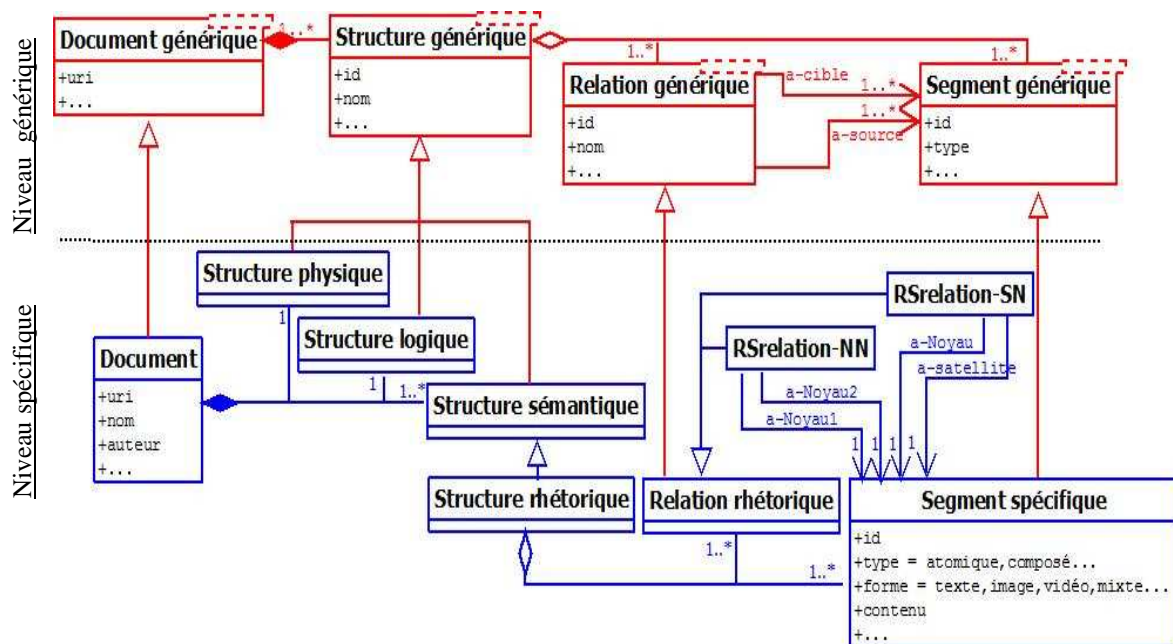 Niveau générique
Document générique
+uri
+...
1..*
Structure générique
+id
+nom
+...
1..*
1..*
Relation générique
+id
+nom
+...
a-cible
1..*
1..*
a-source
Segment générique
+id
+type
+...
Niveau spécifique
Structure physique
1
Structure logique
1
1..*
Document
+uri
+nom
+auteur
+...
Structure sémantique
Structure rhétorique
RSrelation-SN
RSrelation-NN
a-Noyau
a-satellite
a-Noyau2
a-Noyau1
1
1
1
1
Relation rhétorique
1..*
1..*
Segment spécifique
+id
+type = atomique,composé...
+forme = texte,image,vidéo,mixte...
+contenu
+...